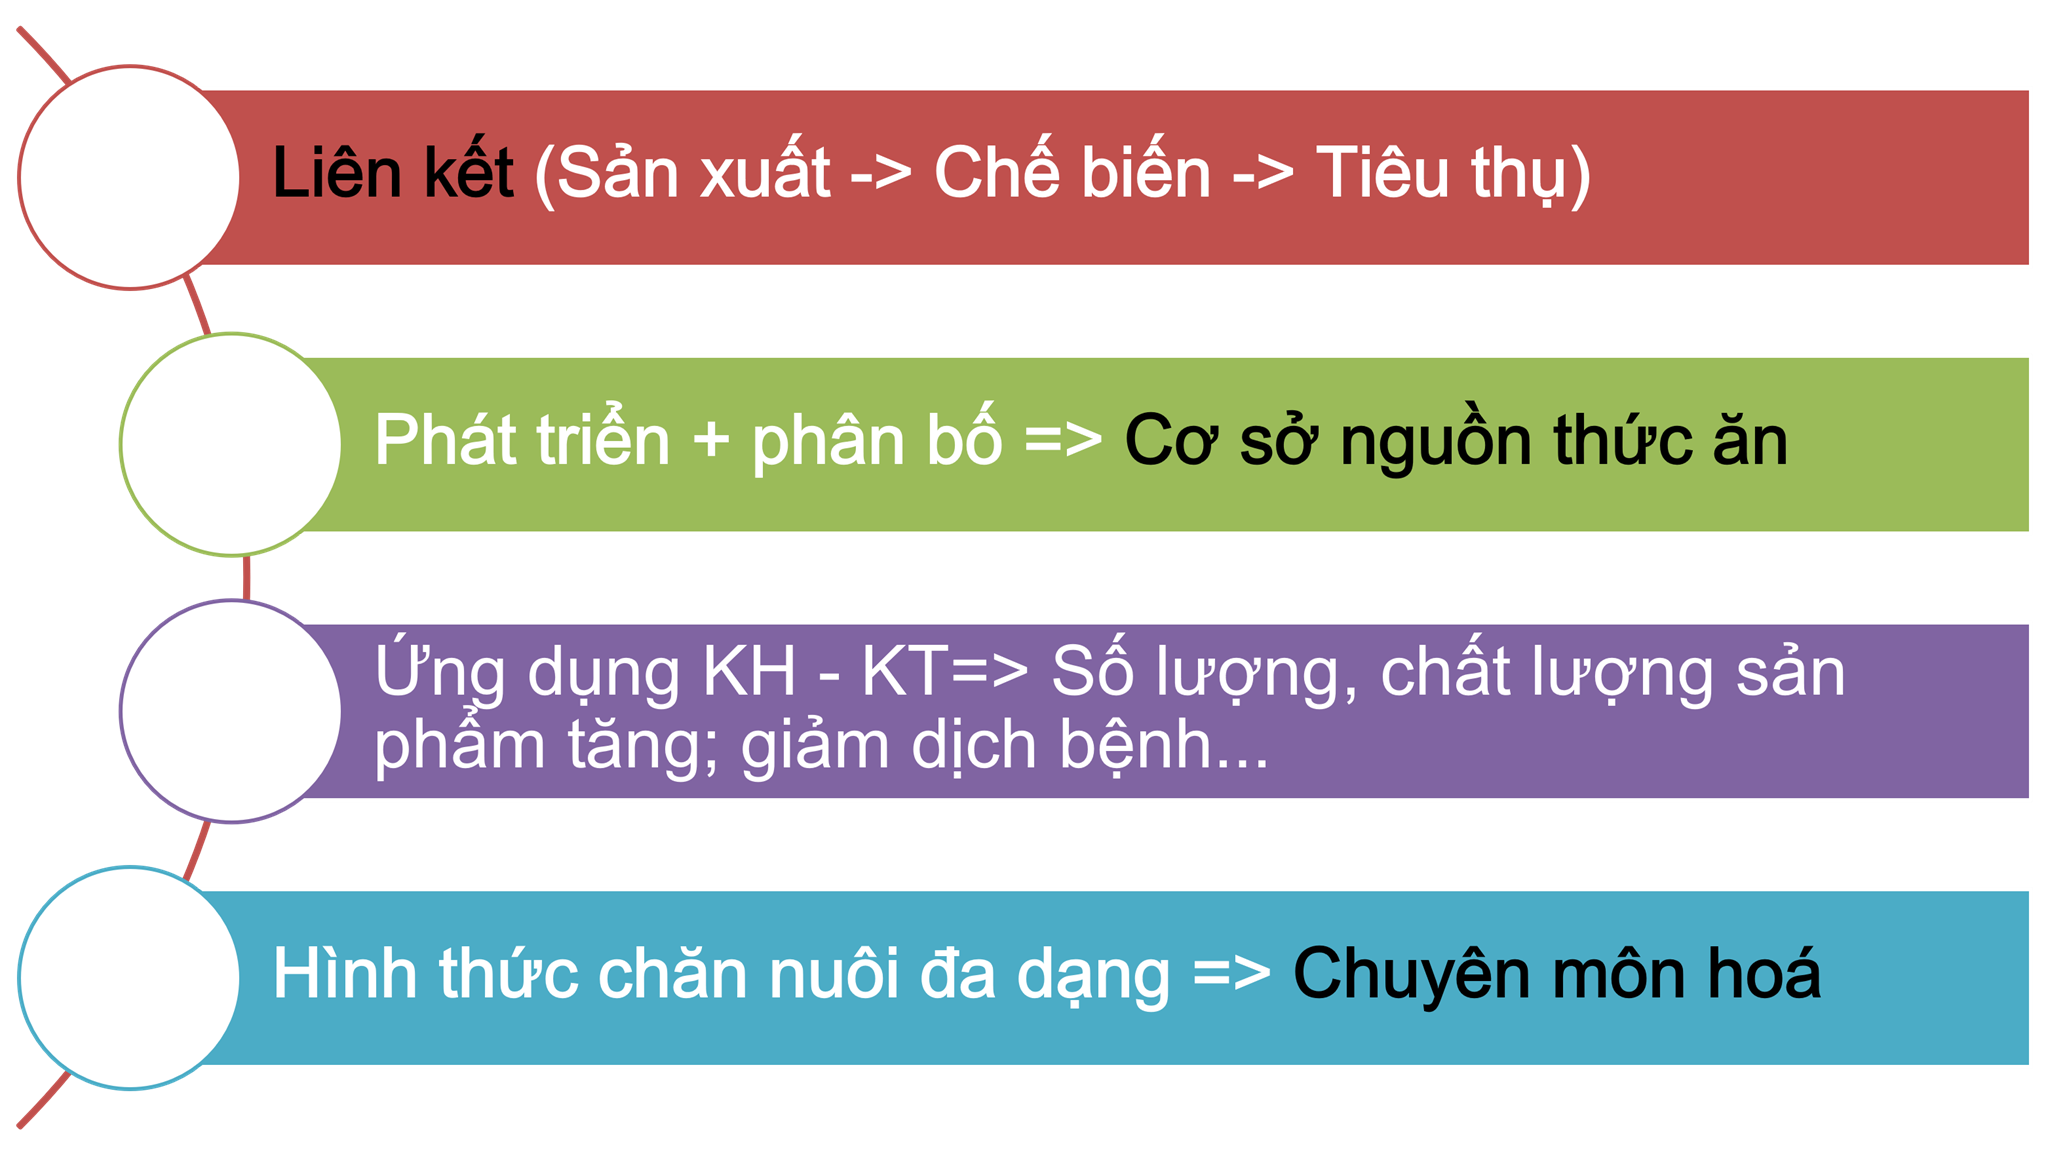 Liên kết (Sản xuất -> Chế biến -> Tiêu thụ)
Phát triển + phân bố => Cơ sở nguồn thức ăn
Ứng dụng KH - KT=> Số lượng, chất lượng sản
phẩm tăng; giảm dịch bệnh...
Hình thức chăn nuôi đa dạng => Chuyên môn hoá